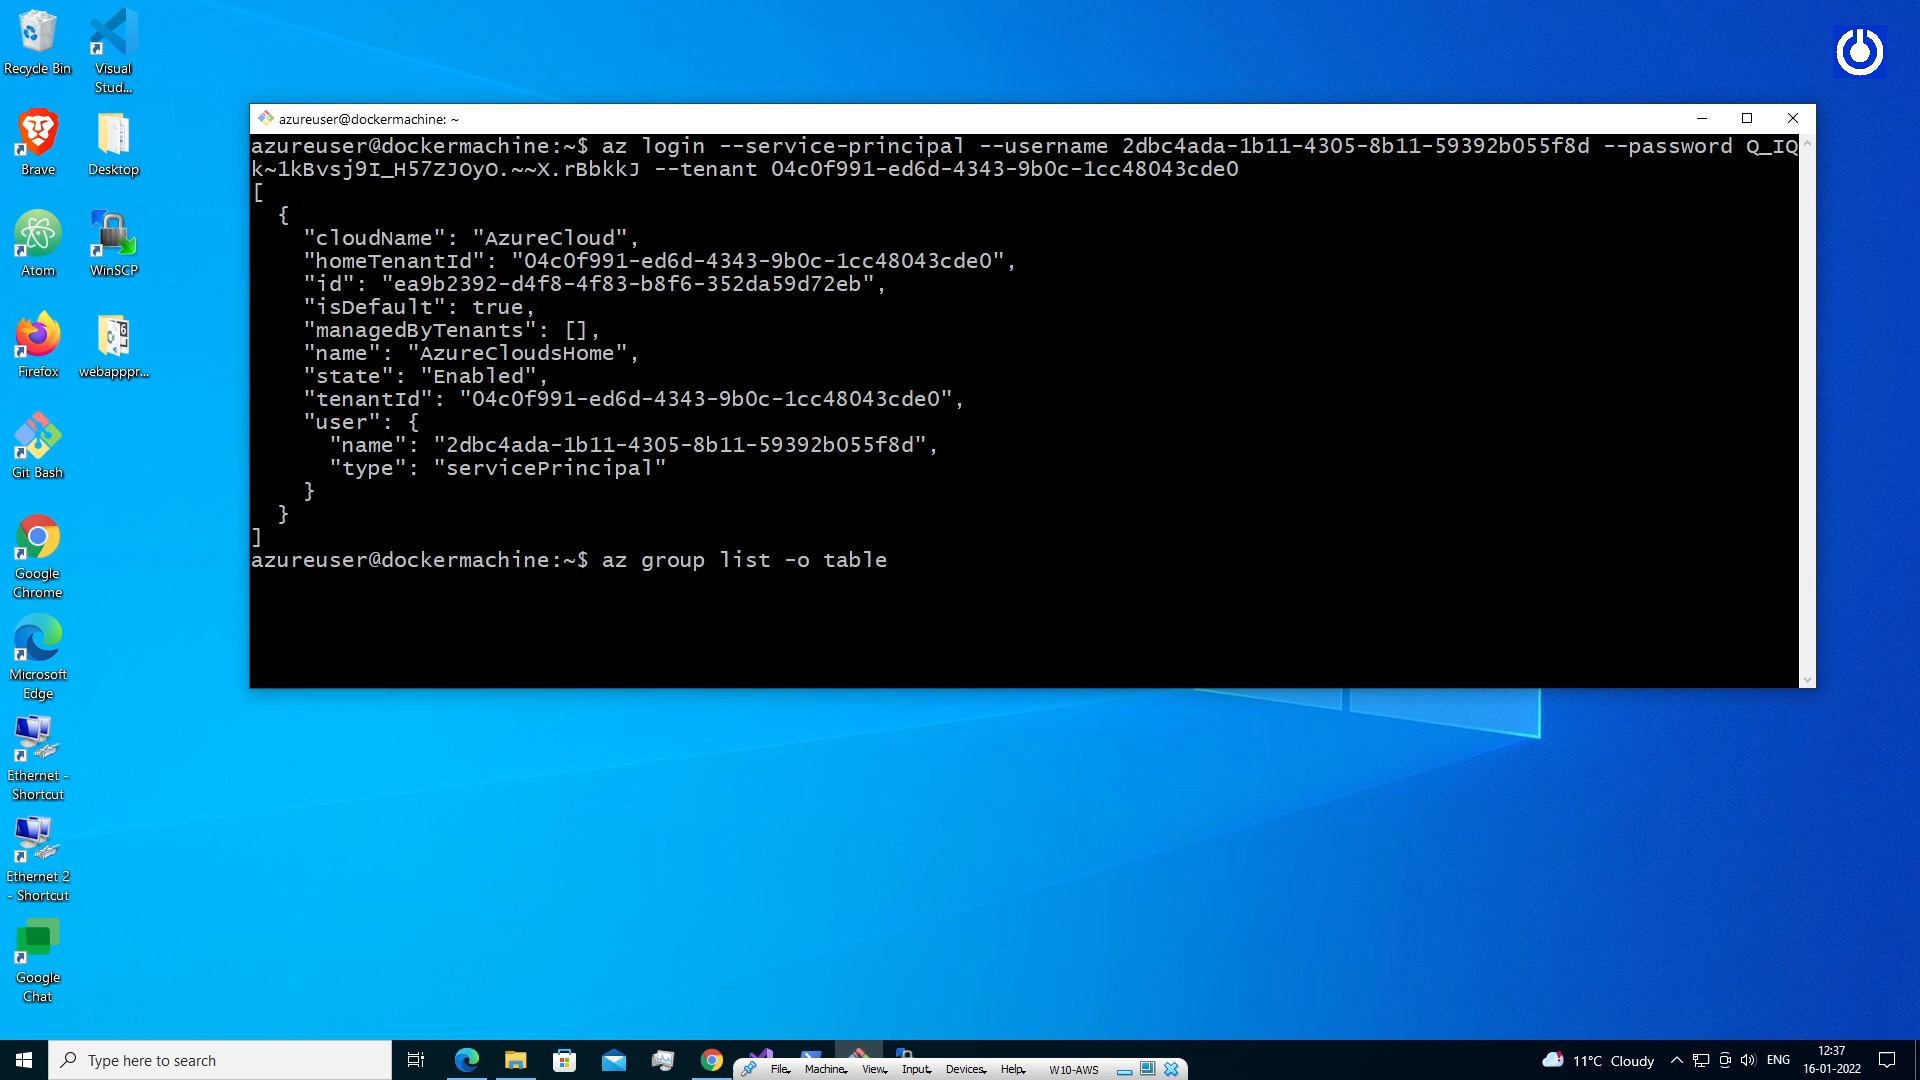 Recycle Bin
Visual
Stud...
Brave
Desktop
Atom
WinSCP
Firefox
webapppr...
Git Bash
Google
Chrome
Microsoft
Edge
Ethernet -
Shortcut
Ethernet 2
- Shortcut
Google
Chat
azureuser@dockermachine: ~
azureuser@dockermachine:~$ az login --service-principal --username 2dbc4ada-1b11-4305-8b11-59392b055f8d --password Q_IQ
k~1kBvsj9I_H57ZJOyO.~~X.rBbkkJ --tenant 04c0f991-ed6d-4343-9b0c-1cc48043cde0
[
{
"cloudName": "AzureCloud",
"homeTenantId": "04c0f991-ed6d-4343-9b0c-1cc48043cde0",
"id": "ea9b2392-d4f8-4f83-b8f6-352da59d72eb",
"isDefault": true,
"managedByTenants": [],
"name": "AzureCloudsHome",
"state": "Enabled",
"tenantId": "04c0f991-ed6d-4343-9b0c-1cc48043cde0",
"user": {
"name": "2dbc4ada-1b11-4305-8b11-59392b055f8d",
"type": "servicePrincipal"
}
}
]
azureuser@dockermachine:~$ az group list -o table
Type here to search
File Machine View Input Devices Help W10-AWS
11°C Cloudy
ENG
12:37
16-01-2022